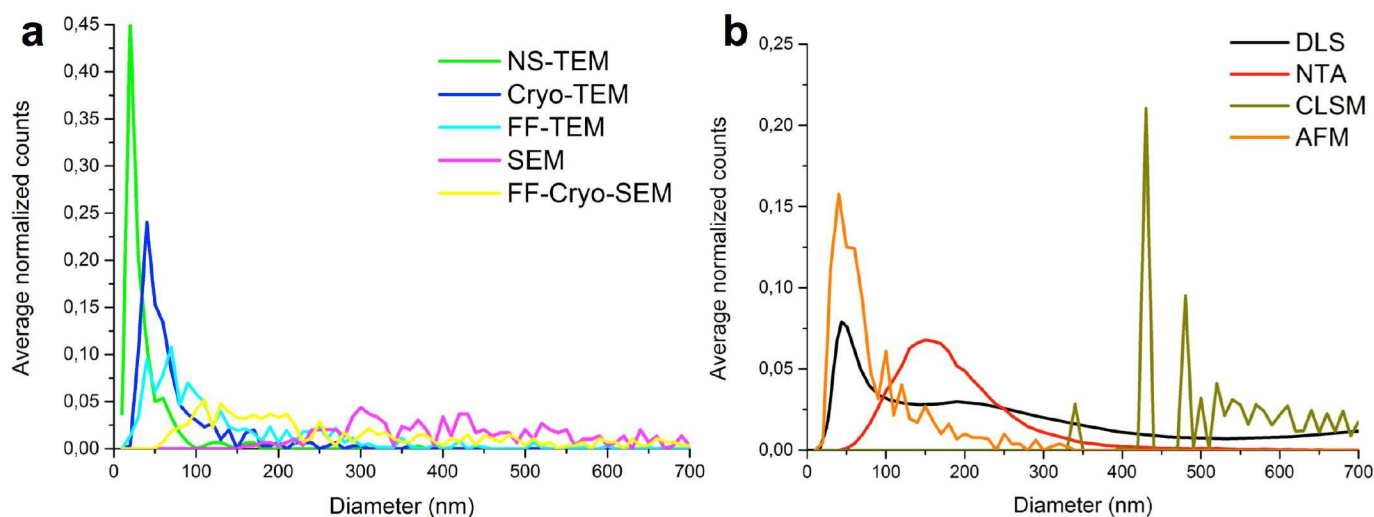 a
0,45
0,40
0,35
0,30
0,25
0,20
0,15
0,10
0,05
0,00
Average normalized counts
NS-TEM
Cryo-TEM
FF-TEM
SEM
FF-Cryo-SEM
0 100 200 300 400 500 600 700
Diameter (nm)
b
0,25
0,20
0,15
0,10
0,05
0,00
Average normalized counts
DLS
NTA
CLSM
AFM
0 100 200 300 400 500 600 700
Diameter (nm)